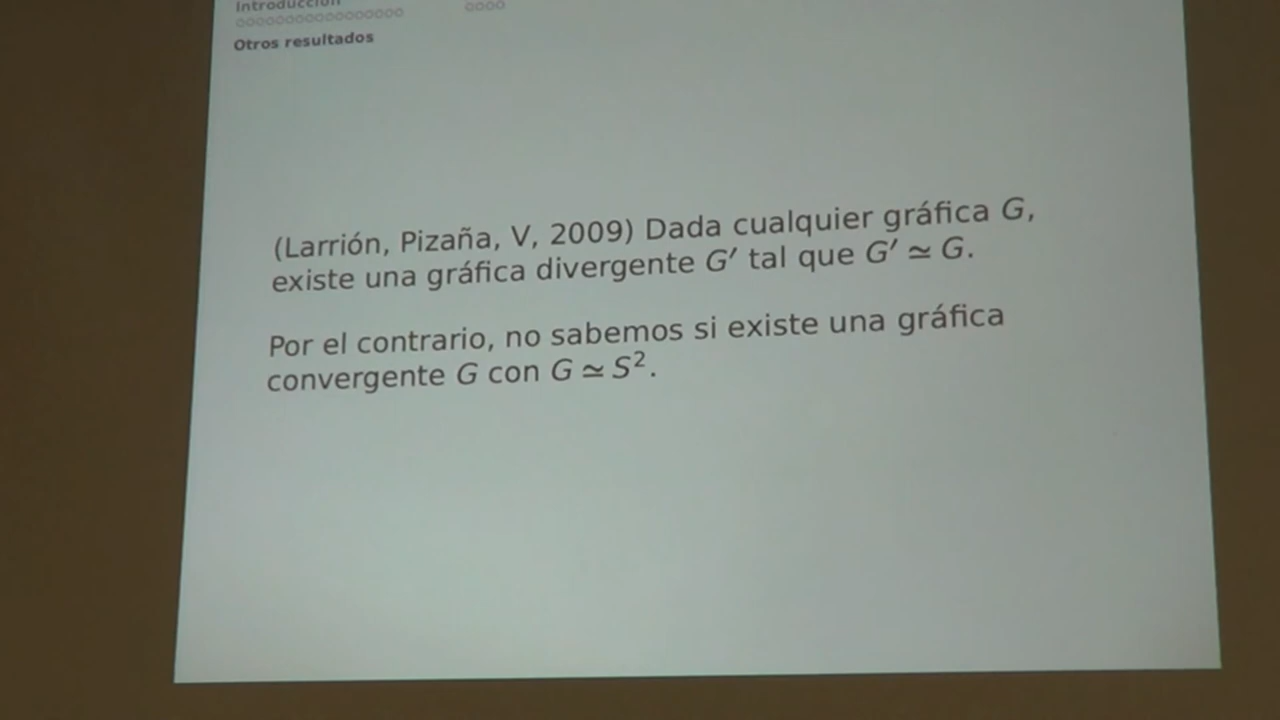 Introducción
Otros resultados
(Larrión, Pizaña, V, 2009) Dada cualquier gráfica G,
existe una gráfica divergente G′ tal que G′ ≃ G.
Por el contrario, no sabemos si existe una gráfica
convergente G con G ≃ S².